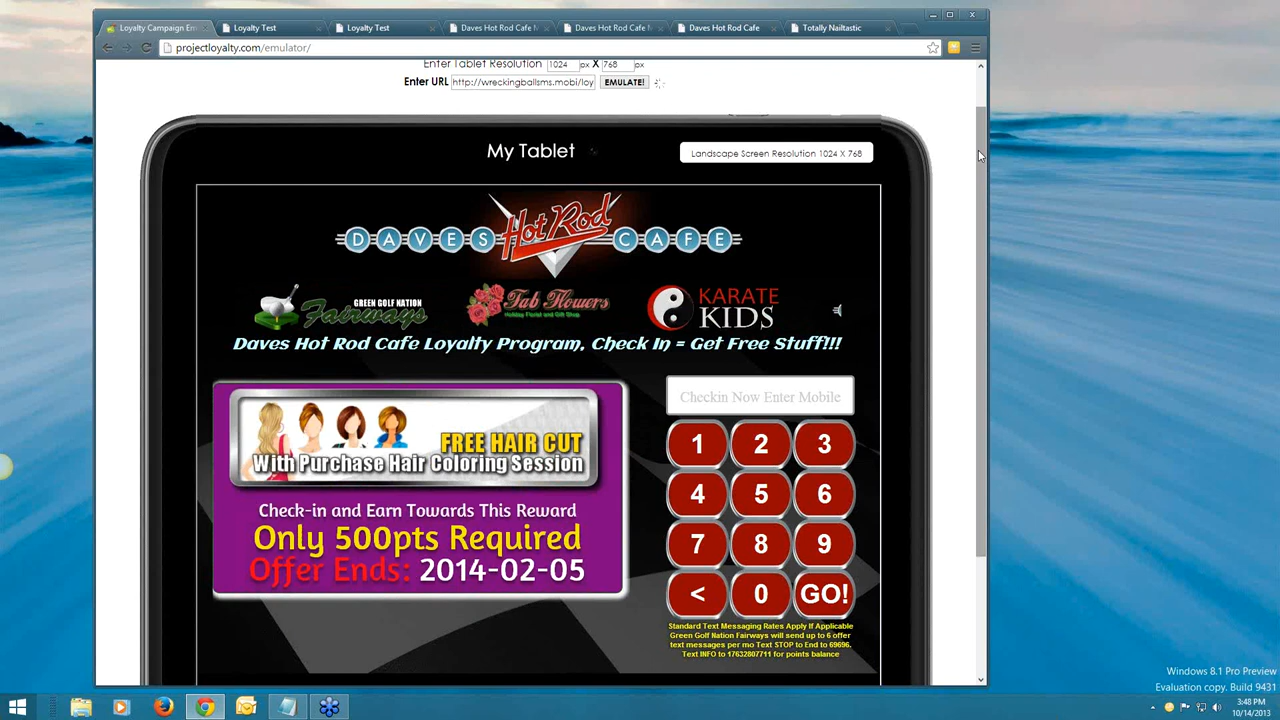 Loyalty Campaign Em
Loyalty Test
Loyalty Test
Daves Hot Rod Cafe
Daves Hot Rod Cafe
Daves Hot Rod Cafe
Totally Nailtastic
projectloyalty.com/emulator/
Enter Tablet Resolution 1024 px X 768 px
Enter URL http://wreckingballsms.mobi/loy EMULATE!
My Tablet
Landscape Screen Resolution 1024 X 768
DAVES Hot Rod CAFE
GREEN GOLF NATION
Fairways
Tab Flowers
Holiday Florist and Gift Shop
KARATE
KIDS
Daves Hot Rod Cafe Loyalty Program, Check In = Get Free Stuff!!!
FREE HAIR CUT
With Purchase Hair Coloring Session
Check-in and Earn Towards This Reward
Only 500pts Required
Offer Ends: 2014-02-05
Checkin Now Enter Mobile
1 2 3
4 5 6
7 8 9
< 0 GO!
Standard Text Messaging Rates Apply If Applicable
Green Golf Nation Fairways will send up to 6 offer
text messages per mo Text STOP to End to 69696.
Text INFO to 17632807711 for points balance
Windows 8.1 Pro Preview
Evaluation copy. Build 9431
3:48 PM
10/14/2013